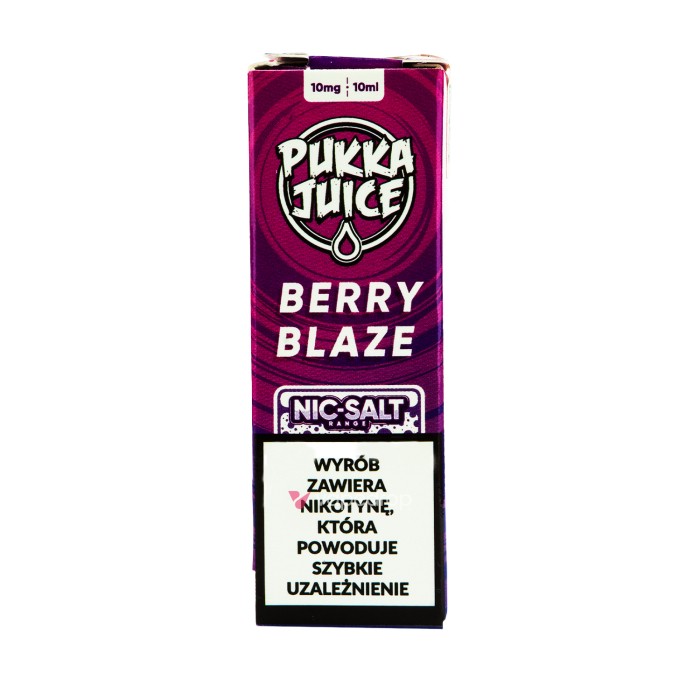 10mg 10ml
PUKKA
JUICE
BERRY
BLAZE
NIC-SALT
RANGE
WYRÓB
ZAWIERA
NIKOTYNĘ,
KTÓRA
POWODUJE
SZYBKIE
UZALEŻNIENIE